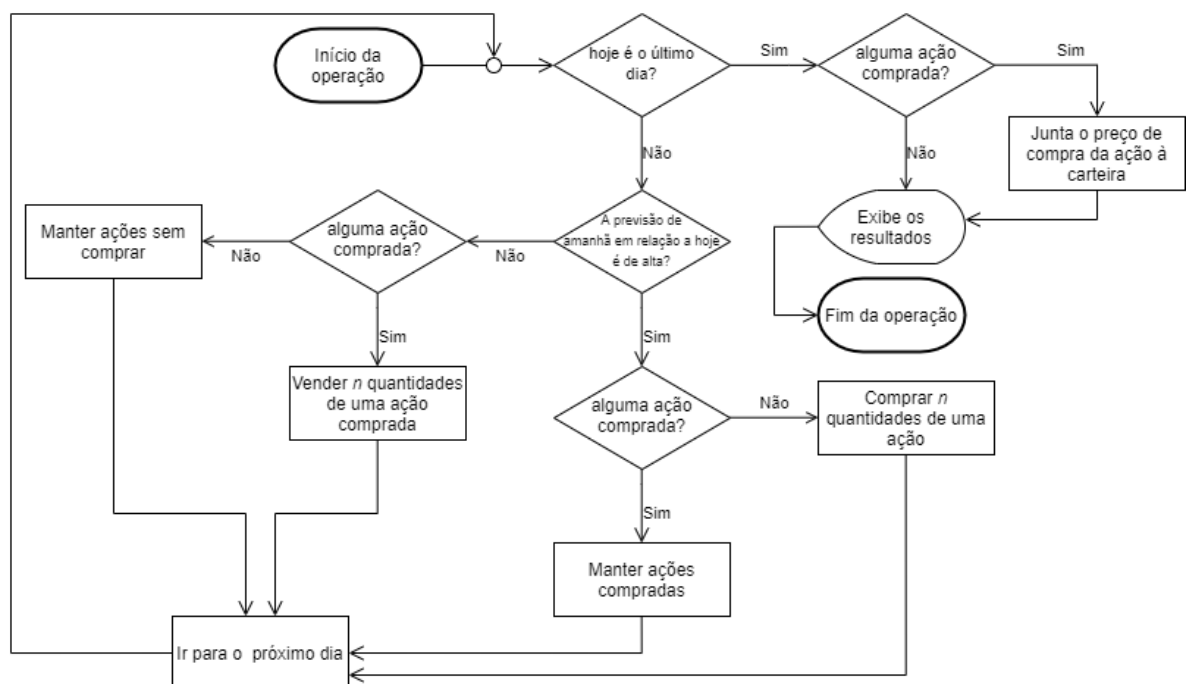 Início da
operação
hoje é o último
dia?
Sim
alguma ação
comprada?
Sim
Junta o preço de
compra da ação à
carteira
Não
Não
Exibe os
resultados
Fim da operação
A previsão de
amanhã em relação a hoje
é de alta?
Não
alguma ação
comprada?
Não
Manter ações sem
comprar
Sim
Vender n quantidades
de uma ação
comprada
Sim
alguma ação
comprada?
Não
Comprar n
quantidades de uma
ação
Sim
Manter ações
compradas
Ir para o próximo dia